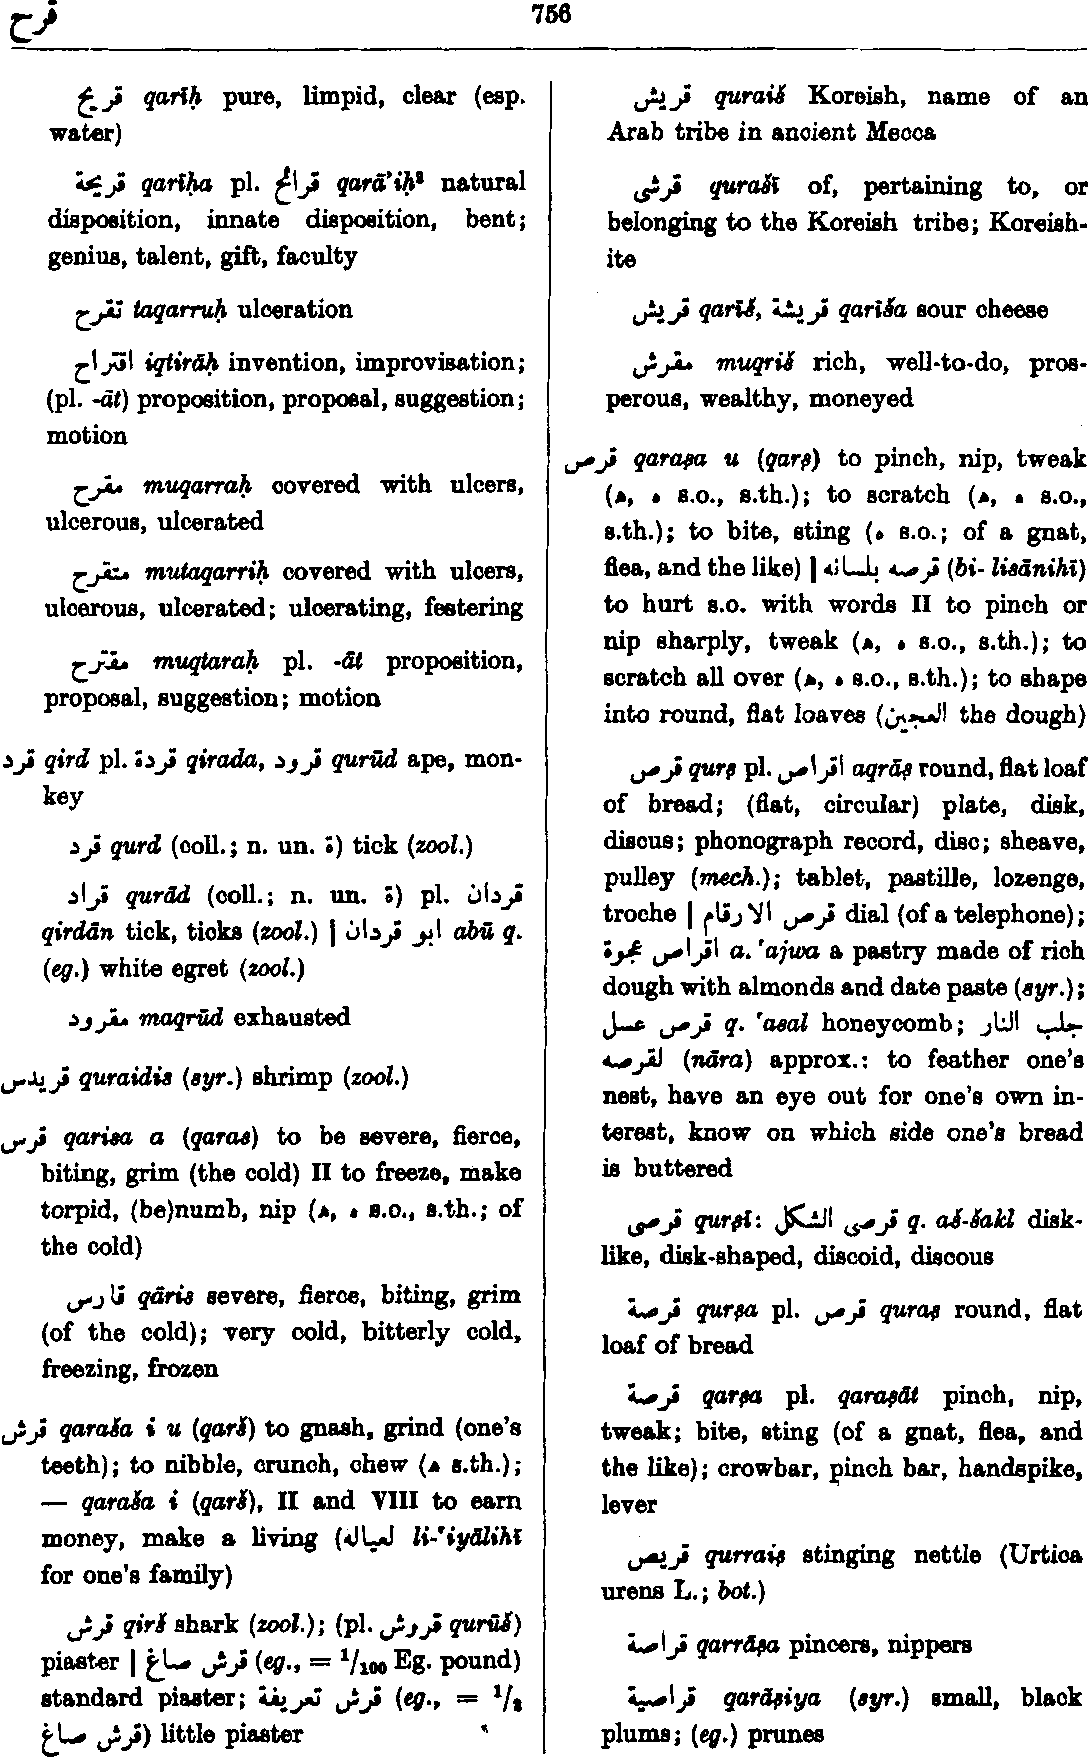 قرح
756
قريح qarīḥ pure, limpid, clear (esp.
water)
قريحة qarīḥa pl. قرائح qarā’iḥ² natural
disposition, innate disposition, bent;
genius, talent, gift, faculty
تقرح taqarruḥ ulceration
اقتراح iqtirāḥ invention, improvisation;
(pl. -āt) proposition, proposal, suggestion;
motion
مقرح muqarraḥ covered with ulcers,
ulcerous, ulcerated
متقرح mutaqarriḥ covered with ulcers,
ulcerous, ulcerated; ulcerating, festering
مقترح muqtaraḥ pl. -āt proposition,
proposal, suggestion; motion
قرد qird pl. قردة qirada, قرود qurūd ape, mon-
key
قرد qurd (coll.; n. un. ة) tick (zool.)
قراد qurād (coll.; n. un. ة) pl. قردان
qirdān tick, ticks (zool.) | ابو قردان abū q.
(eg.) white egret (zool.)
مقرود maqrūd exhausted
قريدس quraidis (syr.) shrimp (zool.)
قرس qarisa a (qaras) to be severe, fierce,
biting, grim (the cold) II to freeze, make
torpid, (be)numb, nip (ه, ه s.o., s.th.; of
the cold)
قارس qāris severe, fierce, biting, grim
(of the cold); very cold, bitterly cold,
freezing, frozen
قرش qaraša i u (qarš) to gnash, grind (one’s
teeth); to nibble, crunch, chew (ه s.th.);
— qaraša i (qarš), II and VIII to earn
money, make a living (لعياله li-‘iyālihī
for one’s family)
قرش qirš shark (zool.); (pl. قروش qurūš)
piaster | قرش صاغ (eg., = ¹/₁₀₀ Eg. pound)
standard piaster; قرش تعريفة (eg., = ¹/₂
قرش صاغ) little piaster
قريش quraiš Koreish, name of an
Arab tribe in ancient Mecca
قرشى qurašī of, pertaining to, or
belonging to the Koreish tribe; Koreish-
ite
قريش qarīš, قريشة qarīša sour cheese
مقرش muqriš rich, well-to-do, pros-
perous, wealthy, moneyed
قرص qaraṣa u (qarṣ) to pinch, nip, tweak
(ه, ه s.o., s.th.); to scratch (ه, ه s.o.,
s.th.); to bite, sting (ه s.o.; of a gnat,
flea, and the like) | قرصه بلسانه (bi- lisānihī)
to hurt s.o. with words II to pinch or
nip sharply, tweak (ه, ه s.o., s.th.); to
scratch all over (ه, ه s.o., s.th.); to shape
into round, flat loaves (العجين the dough)
قرص qurṣ pl. اقراص aqrāṣ round, flat loaf
of bread; (flat, circular) plate, disk,
discus; phonograph record, disc; sheave,
pulley (mech.); tablet, pastille, lozenge,
troche | قرص الارقام dial (of a telephone);
اقراص عجوة a. ‘ajwa a pastry made of rich
dough with almonds and date paste (syr.);
قرص عسل q. ‘asal honeycomb; جلب النار
لقرصه (nāra) approx.: to feather one’s
nest, have an eye out for one’s own in-
terest, know on which side one’s bread
is buttered
قرصى qurṣī: قرصى الشكل q. aš-šakl disk-
like, disk-shaped, discoid, discous
قرصة qurṣa pl. قرص quraṣ round, flat
loaf of bread
قرصة qarṣa pl. qaraṣāt pinch, nip,
tweak; bite, sting (of a gnat, flea, and
the like); crowbar, pinch bar, handspike,
lever
قريص qurraiṣ stinging nettle (Urtica
urens L.; bot.)
قراصة qarrāṣa pincers, nippers
قراصية qarāṣiya (syr.) small, black
plums; (eg.) prunes